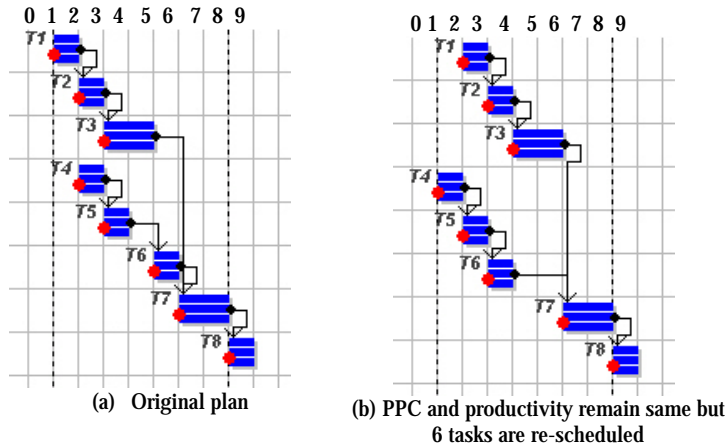 0 1 2 3 4 5 6 7 8 9
T1
T2
T3
T4
T5
T6
T7
T8
(a) Original plan
0 1 2 3 4 5 6 7 8 9
T1
T2
T3
T4
T5
T6
T7
T8
(b) PPC and productivity remain same but
6 tasks are re-scheduled